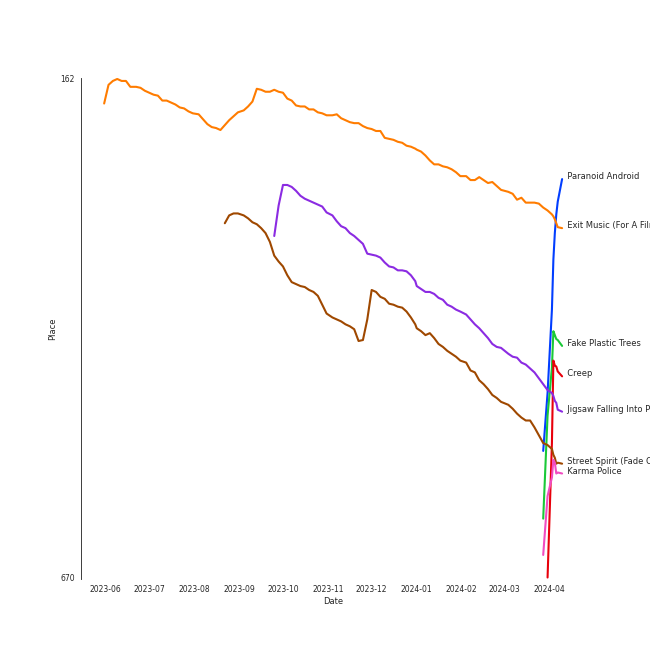 162
Paranoid Android
Exit Music (For A Fil
Place
Fake Plastic Trees
Creep
Jigsaw Falling Into P
Street Spirit (Fade O
Karma Police
670
2023-06 2023-07 2023-08 2023-09 2023-10 2023-11 2023-12 2024-01 2024-02 2024-03 2024-04
Date